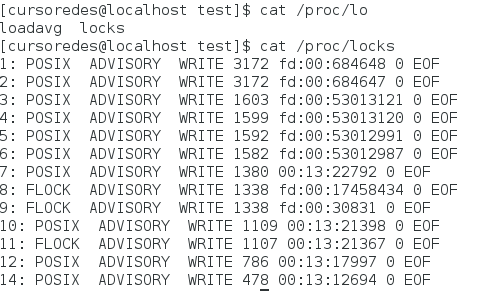 [cursoredes@localhost test]$ cat /proc/lo
loadavg  locks
[cursoredes@localhost test]$ cat /proc/locks
1: POSIX  ADVISORY  WRITE 3172 fd:00:684648 0 EOF
2: POSIX  ADVISORY  WRITE 3172 fd:00:684647 0 EOF
3: POSIX  ADVISORY  WRITE 1603 fd:00:53013121 0 EOF
4: POSIX  ADVISORY  WRITE 1599 fd:00:53013120 0 EOF
5: POSIX  ADVISORY  WRITE 1592 fd:00:53012991 0 EOF
6: POSIX  ADVISORY  WRITE 1582 fd:00:53012987 0 EOF
7: POSIX  ADVISORY  WRITE 1380 00:13:22792 0 EOF
8: FLOCK  ADVISORY  WRITE 1338 fd:00:17458434 0 EOF
9: FLOCK  ADVISORY  WRITE 1338 fd:00:30831 0 EOF
10: POSIX  ADVISORY  WRITE 1109 00:13:21398 0 EOF
11: FLOCK  ADVISORY  WRITE 1107 00:13:21367 0 EOF
12: POSIX  ADVISORY  WRITE 786 00:13:17997 0 EOF
14: POSIX  ADVISORY  WRITE 478 00:13:12694 0 EOF